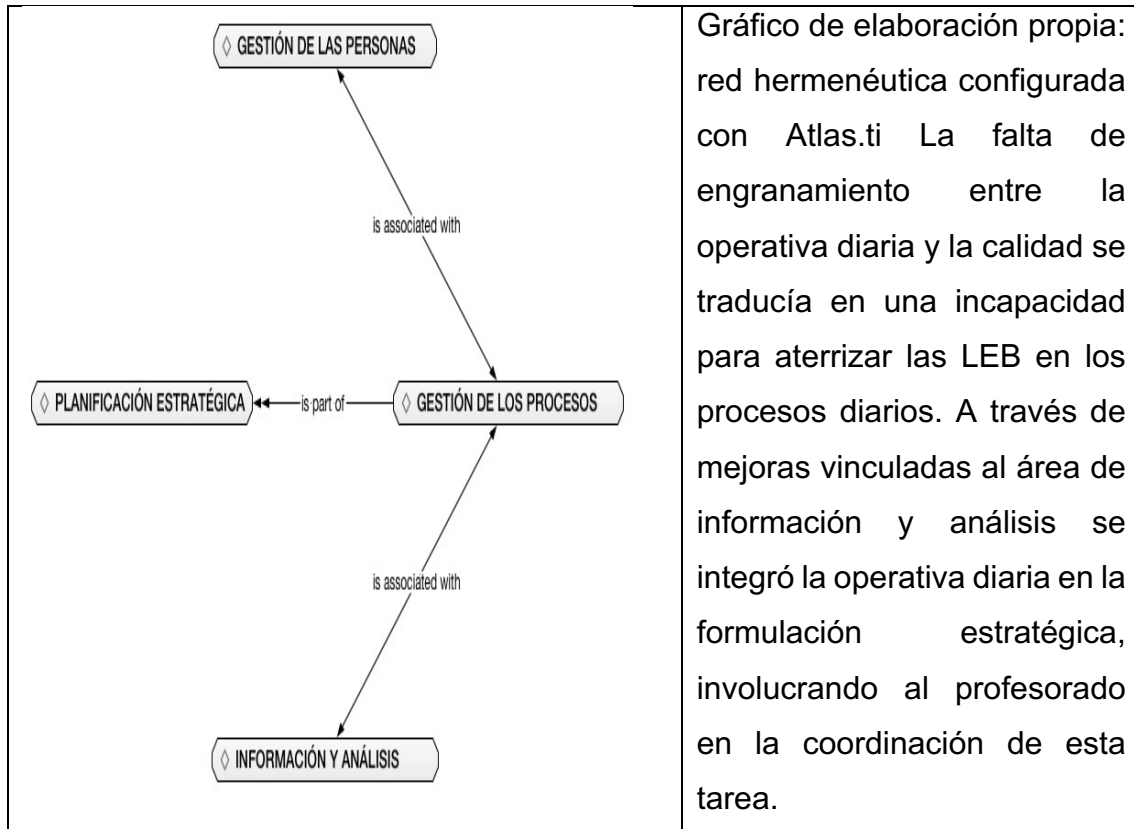 GESTIÓN DE LAS PERSONAS
is associated with
PLANIFICACIÓN ESTRATÉGICA
is part of
GESTIÓN DE LOS PROCESOS
is associated with
INFORMACIÓN Y ANÁLISIS
Gráfico de elaboración propia:
red hermenéutica configurada
con Atlas.ti La falta de
engranamiento entre la
operativa diaria y la calidad se
traducía en una incapacidad
para aterrizar las LEB en los
procesos diarios. A través de
mejoras vinculadas al área de
información y análisis se
integró la operativa diaria en la
formulación estratégica,
involucrando al profesorado
en la coordinación de esta
tarea.